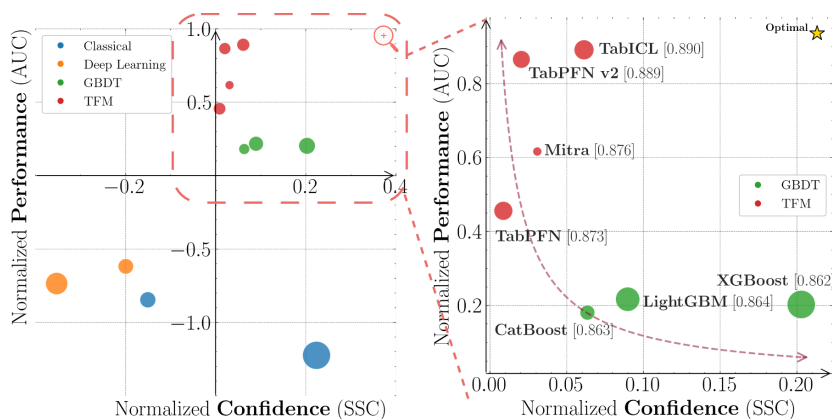 Normalized Performance (AUC)
1.0
0.5
−0.5
−1.0
−0.2
0
0.2
0.4
Classical
Deep Learning
GBDT
TFM
Normalized Confidence (SSC)
Normalized Performance (AUC)
0.8
0.6
0.4
0.2
0.00
0.05
0.10
0.15
0.20
Optimal
TabICL [0.890]
TabPFN v2 [0.889]
Mitra [0.876]
GBDT
TFM
TabPFN [0.873]
XGBoost [0.862]
LightGBM [0.864]
CatBoost [0.863]
Normalized Confidence (SSC)